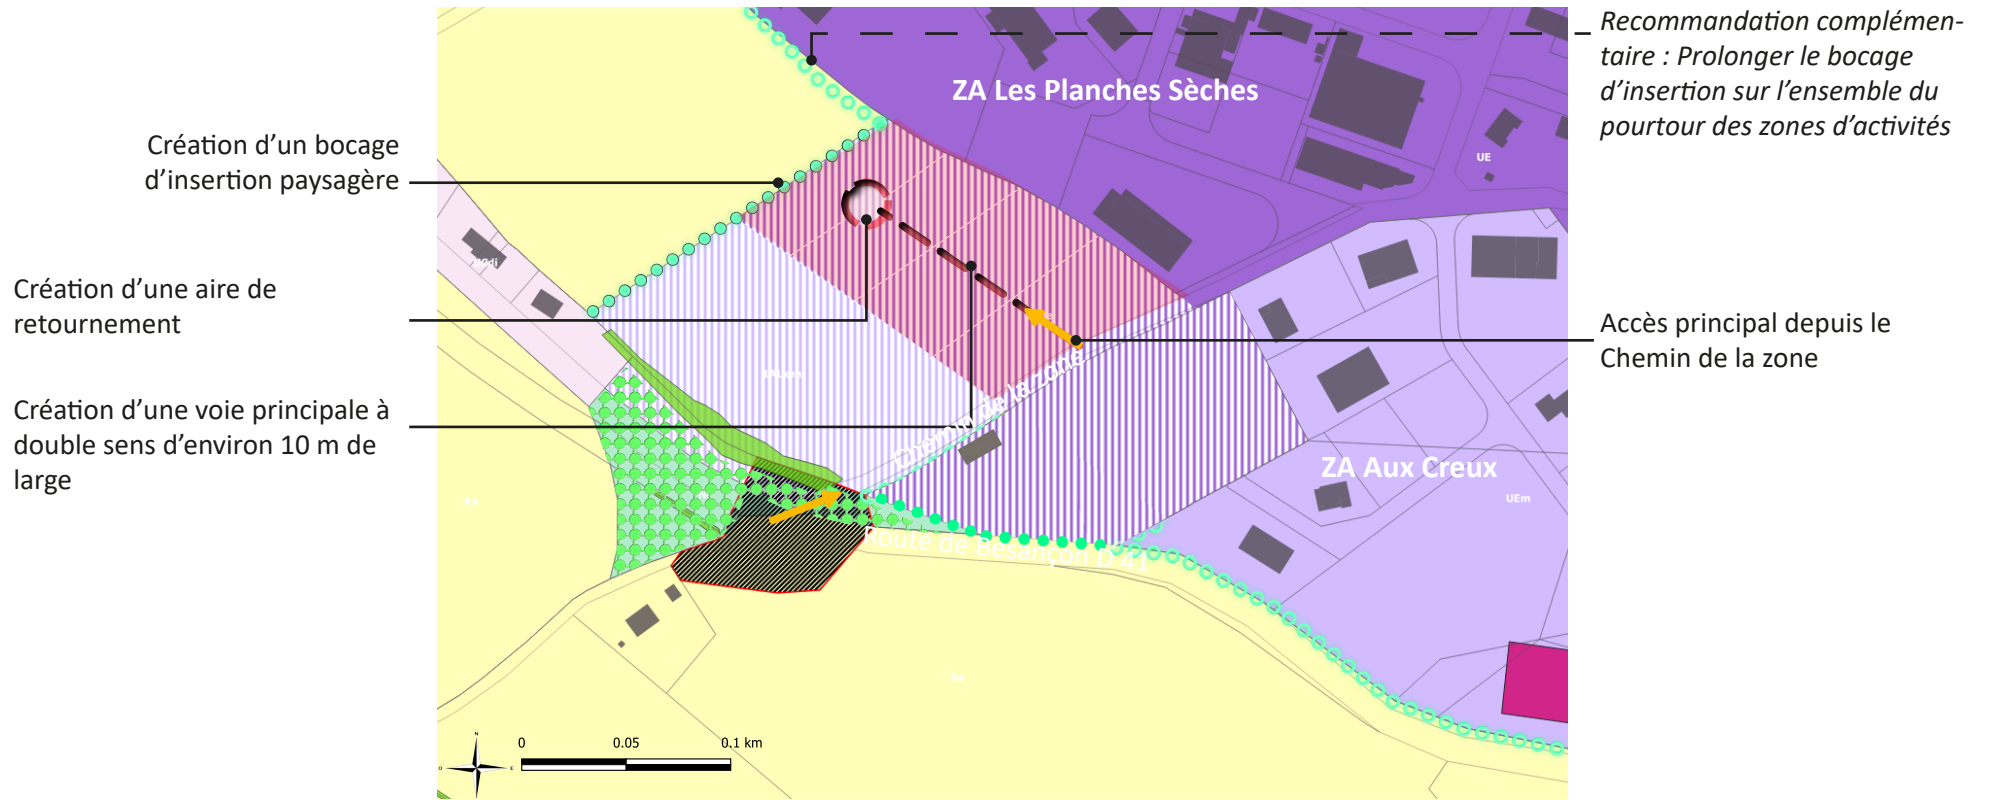 Recommandation complémen-
taire : Prolonger le bocage
d’insertion sur l’ensemble du
pourtour des zones d’activités
ZA Les Planches Sèches
Création d’un bocage
d’insertion paysagère
UE
Création d’une aire de
retournement
Accès principal depuis le
Chemin de la zone
Chemin de la zone
Création d’une voie principale à
double sens d’environ 10 m de
large
ZA Aux Creux
UEm
Route de Besançon D 41
N
O
E
0
0.05
0.1 km